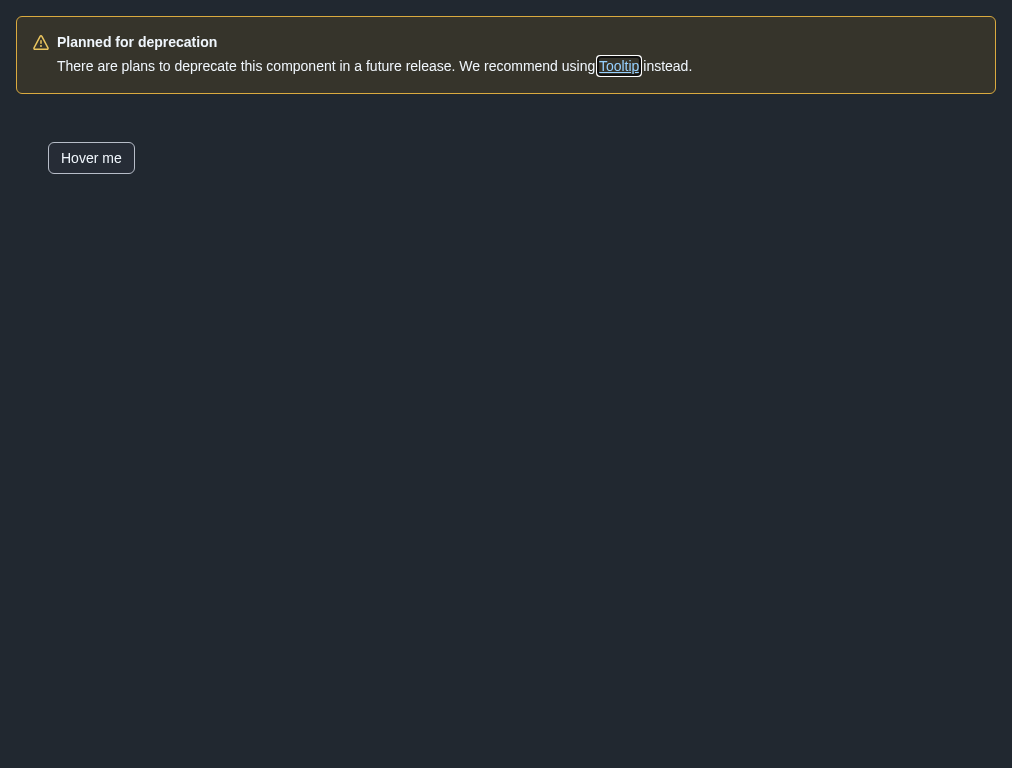 Planned for deprecation
There are plans to deprecate this component in a future release. We recommend using Tooltip instead.
Hover me